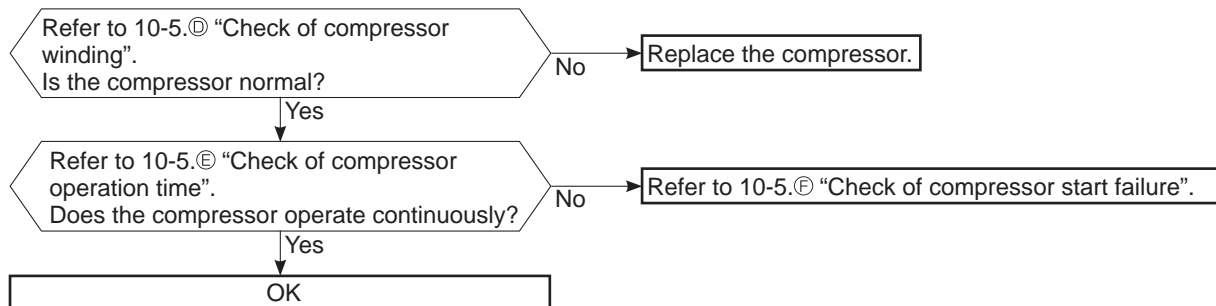 Refer to 10-5.Ⓓ “Check of compressor
winding”.
Is the compressor normal?
No
Replace the compressor.
Yes
Refer to 10-5.Ⓔ “Check of compressor
operation time”.
Does the compressor operate continuously?
No
Refer to 10-5.Ⓕ “Check of compressor start failure”.
Yes
OK